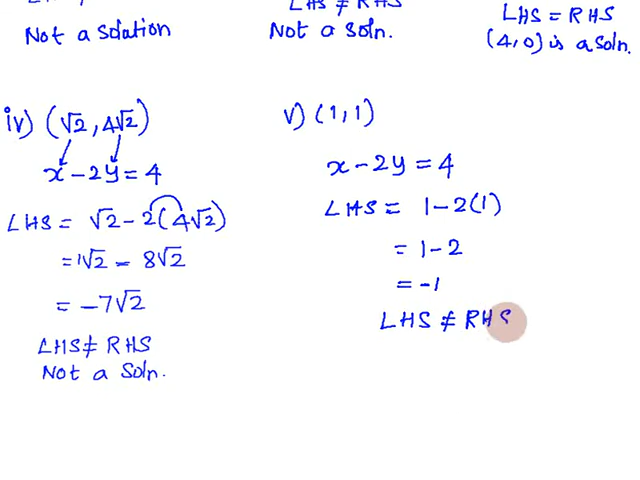 LHS ≠ RHS
LHS = RHS
Not a solution
Not a soln.
(4,0) is a soln.
iv) (√2, 4√2)
x - 2y = 4
LHS = √2 - 2(4√2)
= 1√2 - 8√2
= -7√2
LHS ≠ RHS
Not a soln.
v) (1,1)
x - 2y = 4
LHS = 1 - 2(1)
= 1 - 2
= -1
LHS ≠ RHS